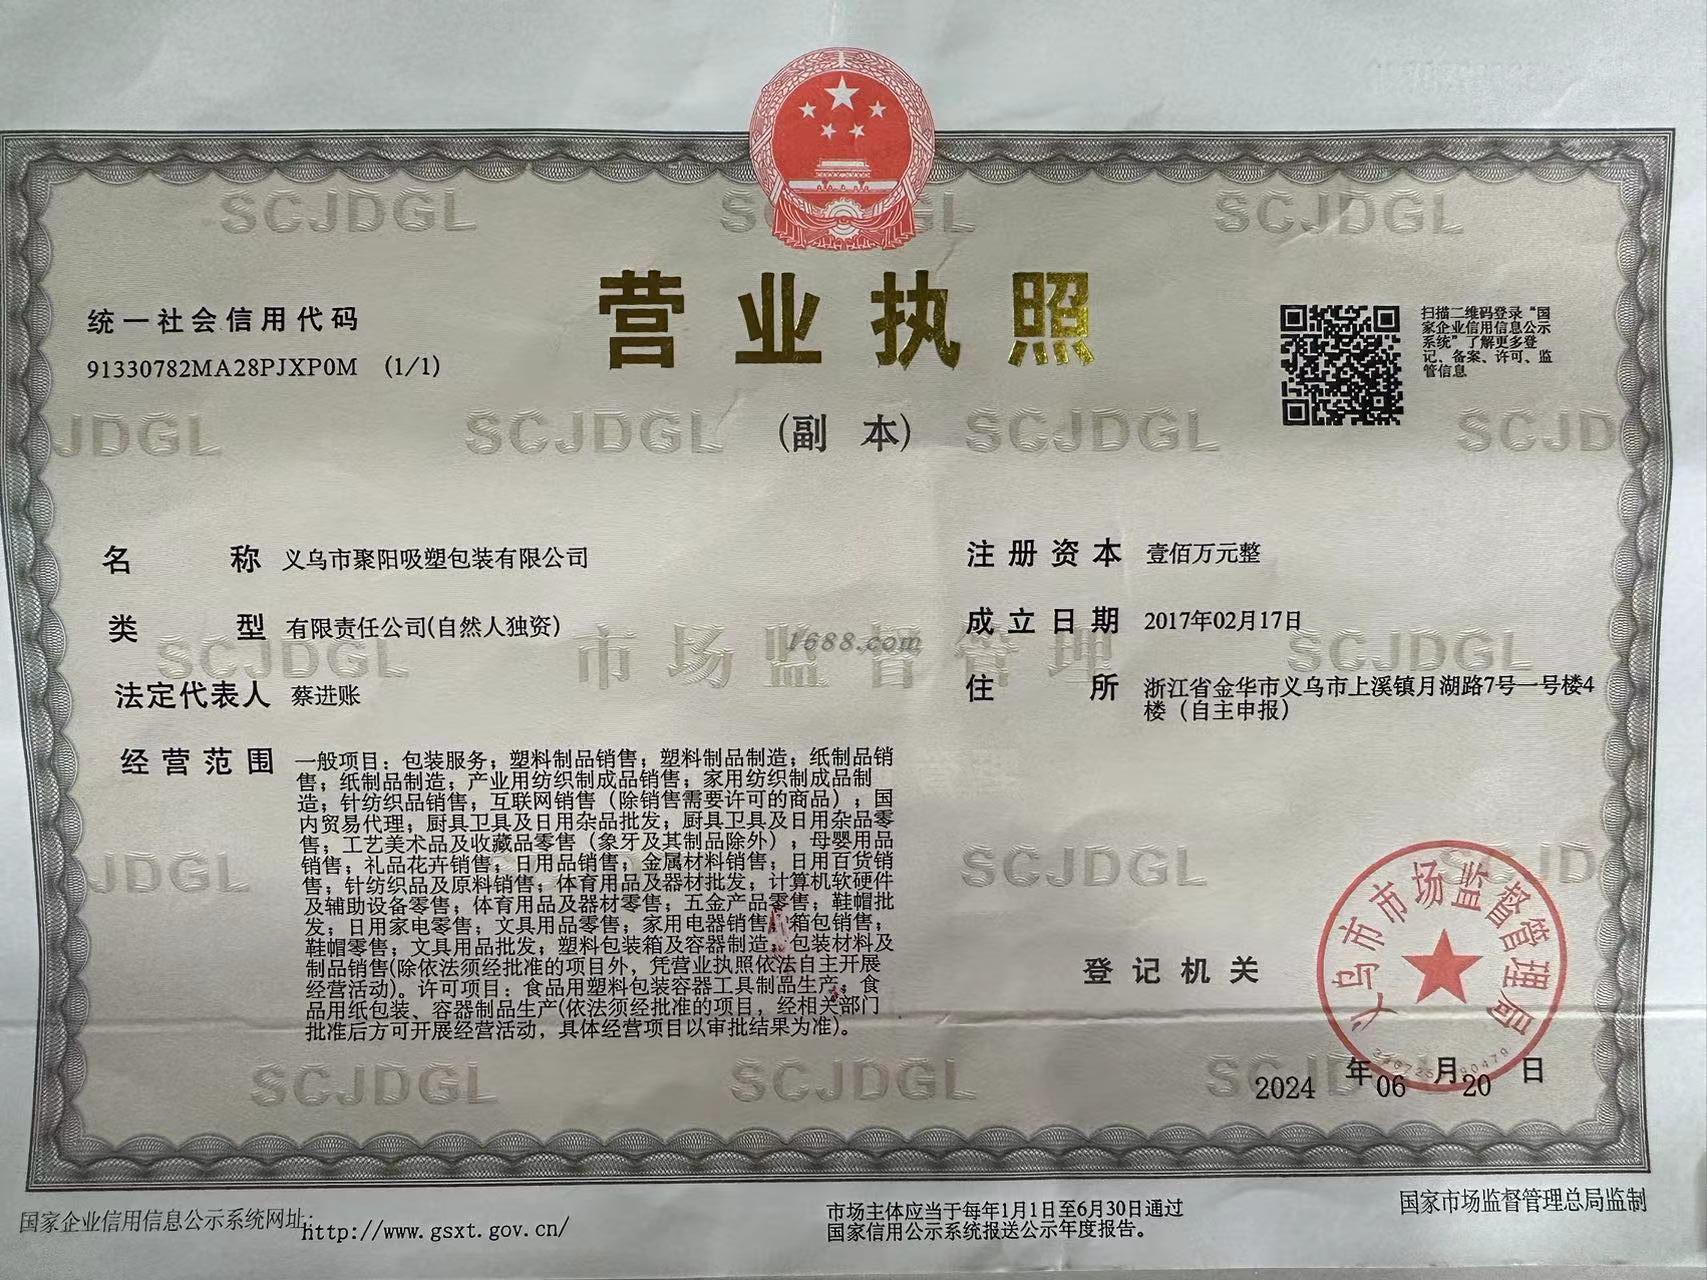 营业执照
(副 本)
统一社会信用代码
91330782MA28PJXP0M (1/1)
扫描二维码登录“国
家企业信用信息公示
系统”了解更多登
记、备案、许可、监
管信息
名 称 义乌市聚阳吸塑包装有限公司
类 型 有限责任公司(自然人独资)
法定代表人 蔡进账
经营范围 一般项目：包装服务；塑料制品销售；塑料制品制造；纸制品销
售；纸制品制造；产业用纺织制成品销售；家用纺织制成品制
造；针纺织品销售；互联网销售（除销售需要许可的商品）；国
内贸易代理；厨具卫具及日用杂品批发；厨具卫具及日用杂品零
售；工艺美术品及收藏品零售（象牙及其制品除外）；母婴用品
销售；礼品花卉销售；日用品销售；金属材料销售；日用百货销
售；针纺织品及原料销售；体育用品及器材批发；计算机软硬件
及辅助设备零售；体育用品及器材零售；五金产品零售；鞋帽批
发；日用家电零售；文具用品零售；家用电器销售；箱包销售；
鞋帽零售；文具用品批发；塑料包装箱及容器制造；包装材料及
制品销售(除依法须经批准的项目外，凭营业执照依法自主开展
经营活动)。许可项目：食品用塑料包装容器工具制品生产；食
品用纸包装、容器制品生产(依法须经批准的项目，经相关部门
批准后方可开展经营活动，具体经营项目以审批结果为准)。
注册资本 壹佰万元整
成立日期 2017年02月17日
住 所 浙江省金华市义乌市上溪镇月湖路7号一号楼4
楼（自主申报）
登记机关
义乌市市场监督管理局
2024 年 06 月 20 日
SCJDGL
市场监督管理
1688.com
国家企业信用信息公示系统网址：http://www.gsxt.gov.cn/
市场主体应当于每年1月1日至6月30日通过
国家信用公示系统报送公示年度报告。
国家市场监督管理总局监制